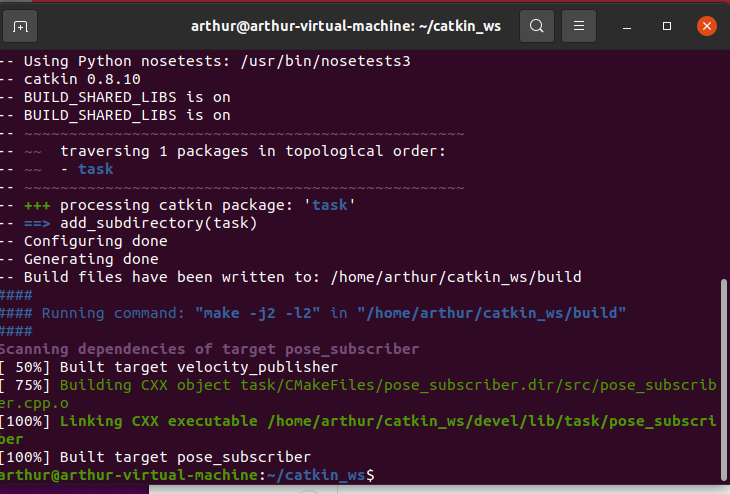 arthur@arthur-virtual-machine: ~/catkin_ws
-- Using Python nosetests: /usr/bin/nosetests3
-- catkin 0.8.10
-- BUILD_SHARED_LIBS is on
-- BUILD_SHARED_LIBS is on
-- ~~~~~~~~~~~~~~~~~~~~~~~~~~~~~~~~~~~~~~~~~~~~~~~~~
-- ~~  traversing 1 packages in topological order:
-- ~~  - task
-- ~~~~~~~~~~~~~~~~~~~~~~~~~~~~~~~~~~~~~~~~~~~~~~~~~
-- +++ processing catkin package: 'task'
-- ==> add_subdirectory(task)
-- Configuring done
-- Generating done
-- Build files have been written to: /home/arthur/catkin_ws/build
####
#### Running command: "make -j2 -l2" in "/home/arthur/catkin_ws/build"
####
Scanning dependencies of target pose_subscriber
[ 50%] Built target velocity_publisher
[ 75%] Building CXX object task/CMakeFiles/pose_subscriber.dir/src/pose_subscrib
er.cpp.o
[100%] Linking CXX executable /home/arthur/catkin_ws/devel/lib/task/pose_subscri
ber
[100%] Built target pose_subscriber
arthur@arthur-virtual-machine:~/catkin_ws$